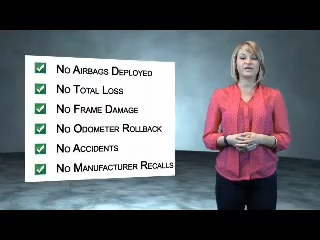 No Airbags Deployed
No Total Loss
No Frame Damage
No Odometer Rollback
No Accidents
No Manufacturer Recalls